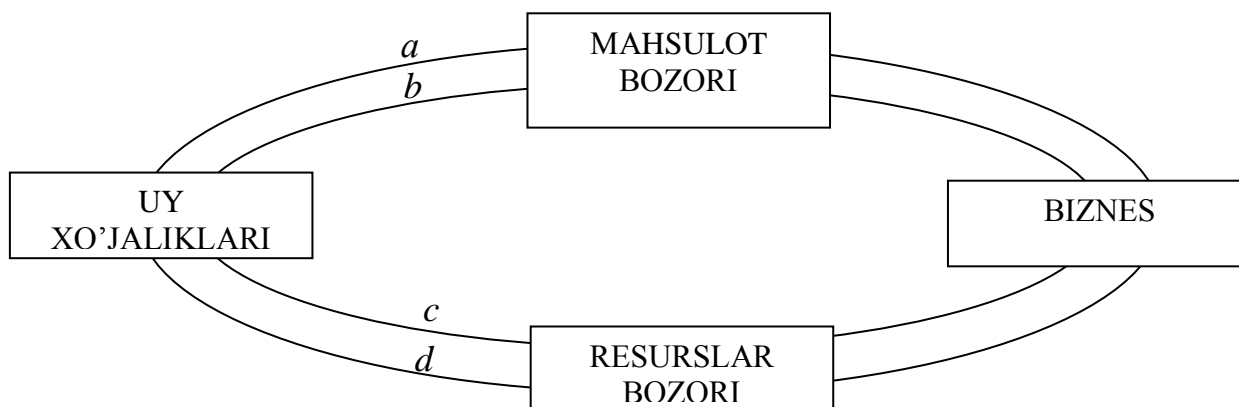 a
MAHSULOT
BOZORI
b
UY
XO’JALIKLARI
BIZNES
c
RESURSLAR
BOZORI
d